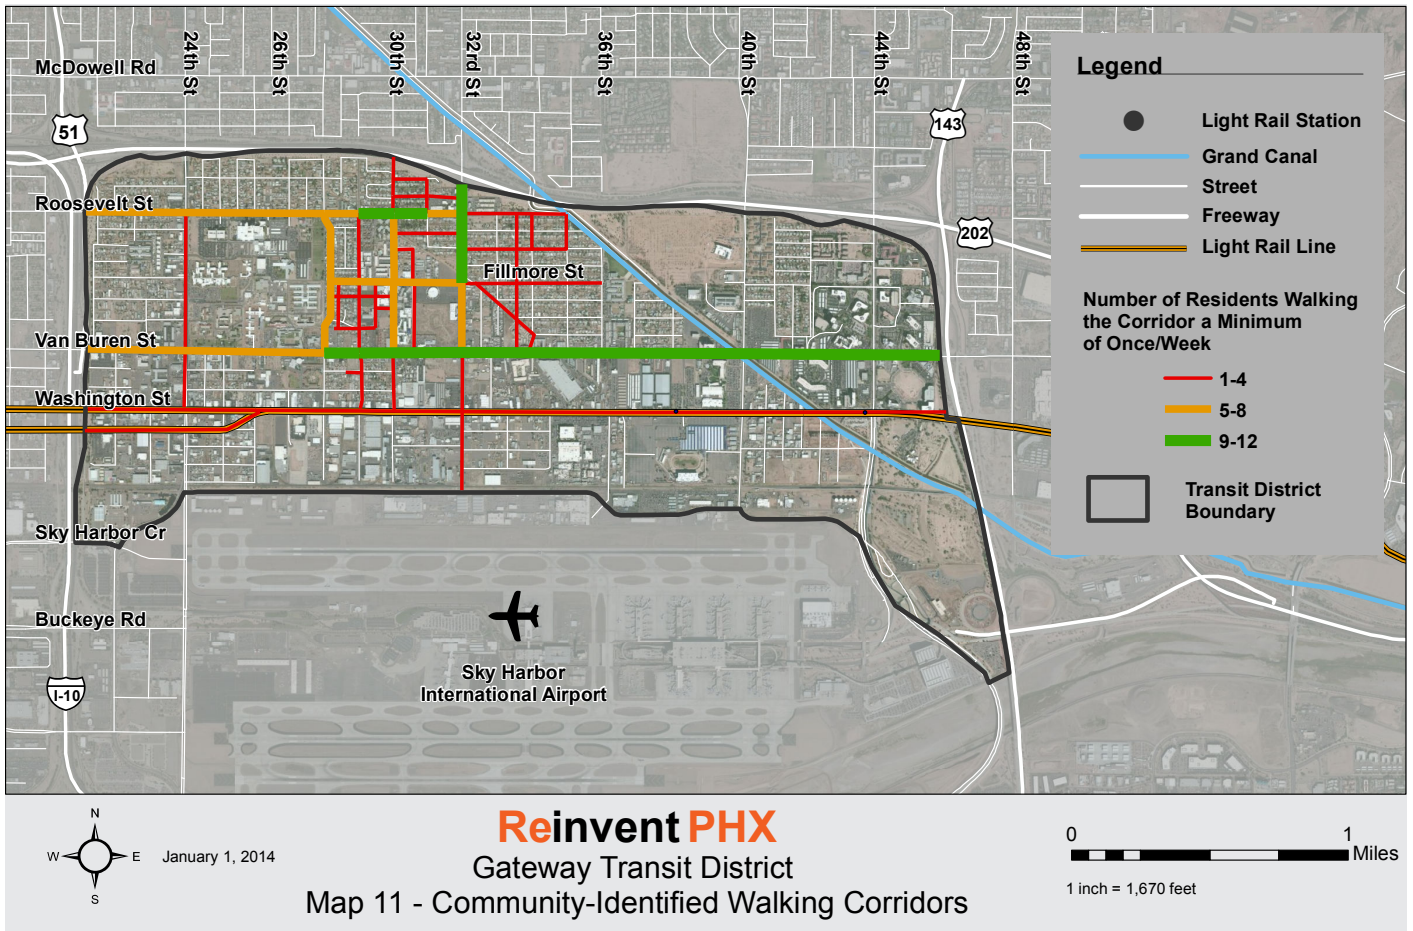 24th St
26th St
30th St
32rd St
36th St
40th St
44th St
48th St
McDowell Rd
51
143
Roosevelt St
202
Fillmore St
Van Buren St
Washington St
Sky Harbor Cr
Buckeye Rd
I-10
Sky Harbor
International Airport
Legend
Light Rail Station
Grand Canal
Street
Freeway
Light Rail Line
Number of Residents Walking
the Corridor a Minimum
of Once/Week
1-4
5-8
9-12
Transit District
Boundary
N
W
E
S
January 1, 2014
Reinvent PHX
Gateway Transit District
Map 11 - Community-Identified Walking Corridors
0
1
Miles
1 inch = 1,670 feet